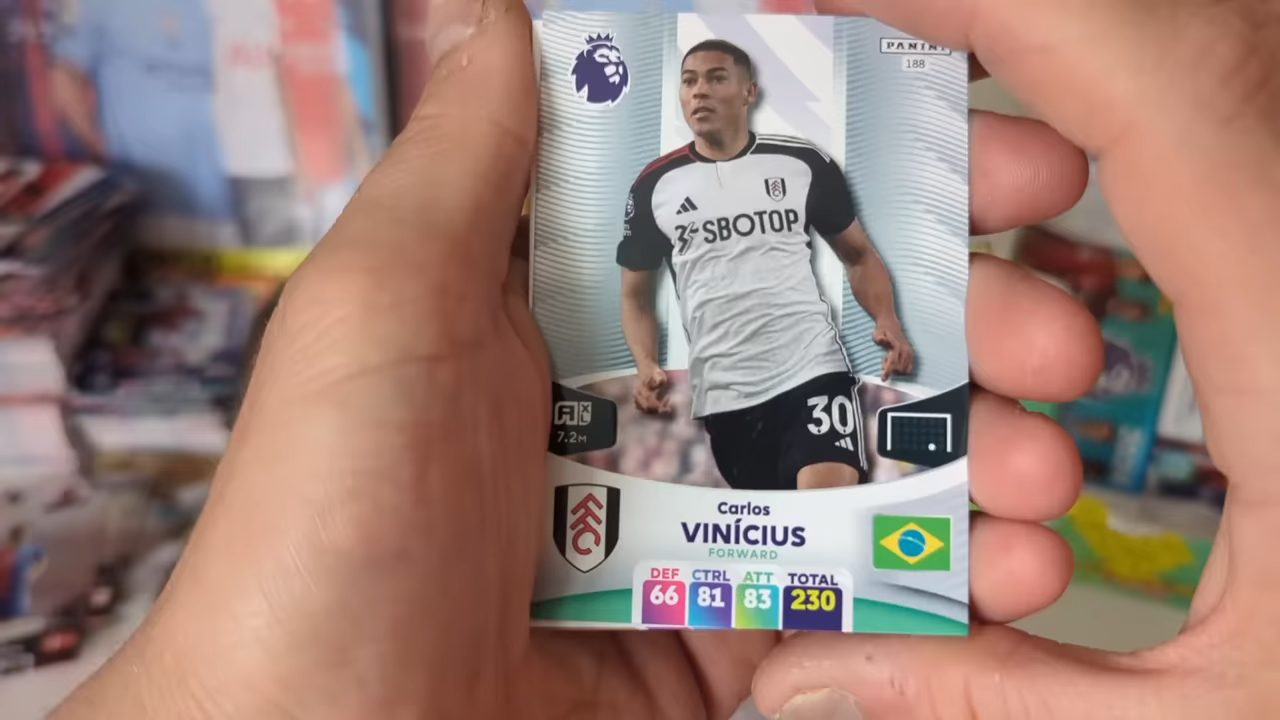 PANINI
188
SBOTOP
30
7.2M
Carlos
VINÍCIUS
FORWARD
DEF CTRL ATT TOTAL
66 81 83 230